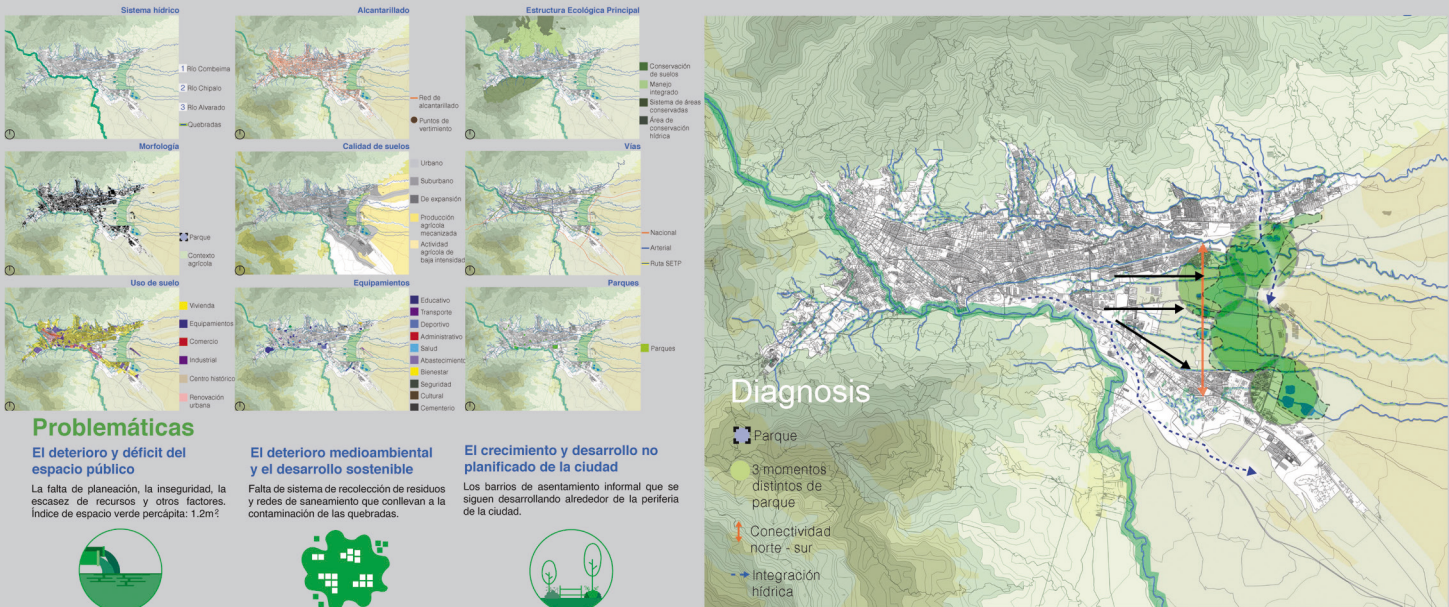 Sistema hídrico
1 Río Combeima
2 Río Chipalo
3 Río Alvarado
Quebradas
Alcantarillado
Red de
alcantarillado
Puntos de
vertimiento
Estructura Ecológica Principal
Conservación
de suelos
Manejo
integrado
Sistema de áreas
conservadas
Área de
conservación
hídrica
Morfología
Parque
Contexto
agrícola
Calidad de suelos
Urbano
Suburbano
De expansión
Producción
agrícola
mecanizada
Actividad
agrícola de
baja intensidad
Vías
Nacional
Arterial
Ruta SETP
Uso de suelo
Vivienda
Equipamientos
Comercio
Industrial
Centro histórico
Renovación
urbana
Equipamientos
Educativo
Transporte
Deportivo
Administrativo
Salud
Abastecimiento
Bienestar
Seguridad
Cultural
Cementerio
Parques
Parques
Problemáticas
El deterioro y déficit del
espacio público
La falta de planeación, la inseguridad, la
escasez de recursos y otros factores.
Índice de espacio verde percápita: 1.2m²
El deterioro medioambiental
y el desarrollo sostenible
Falta de sistema de recolección de residuos
y redes de saneamiento que conllevan a la
contaminación de las quebradas.
El crecimiento y desarrollo no
planificado de la ciudad
Los barrios de asentamiento informal que se
siguen desarrollando alrededor de la periferia
de la ciudad.
Diagnosis
Parque
3 momentos
distintos de
parque
Conectividad
norte - sur
Integración
hídrica